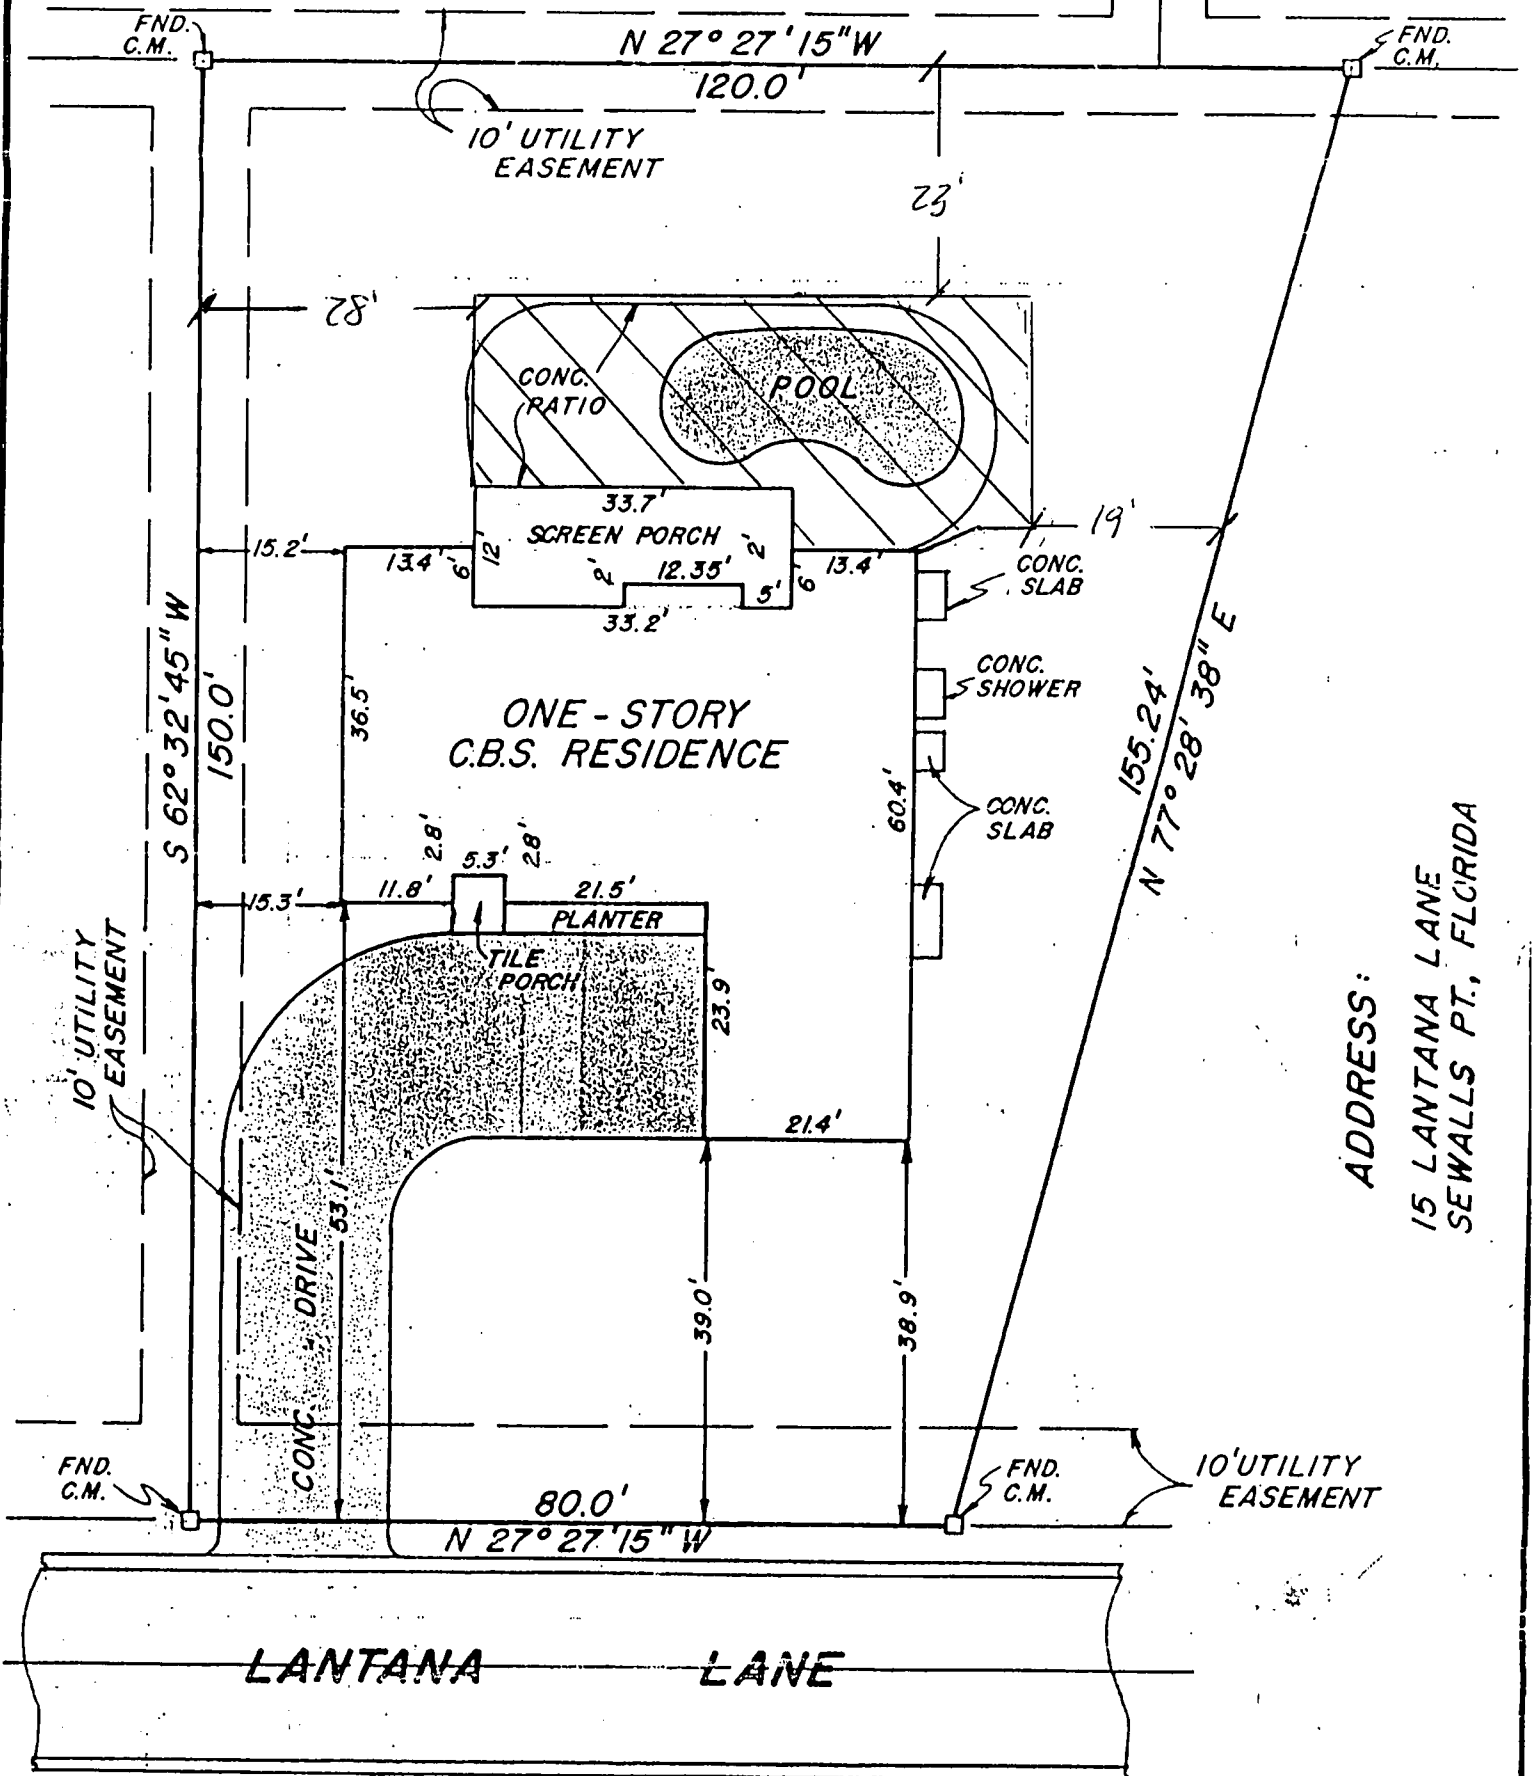 FND.
C.M.
N 27° 27' 15" W
120.0'
FND.
C.M.
10' UTILITY
EASEMENT
23'
28'
CONC.
PATIO
POOL
33.7'
SCREEN PORCH
15.2'
13.4'
6'
12'
2'
12.35'
2'
5'
6'
13.4'
33.2'
19'
CONC.
SLAB
CONC.
SHOWER
S 62° 32' 45" W
150.0'
36.5'
ONE - STORY
C.B.S. RESIDENCE
60.4'
CONC.
SLAB
155.24'
N 77° 28' 38" E
2.8'
5.3'
2.8'
15.3'
11.8'
21.5'
PLANTER
TILE
PORCH
23.9'
10' UTILITY
EASEMENT
21.4'
53.1'
CONC. DRIVE
39.0'
38.9'
ADDRESS:
15 LANTANA LANE
SEWALLS PT., FLORIDA
FND.
C.M.
80.0'
N 27° 27' 15" W
FND.
C.M.
10' UTILITY
EASEMENT
LANTANA LANE